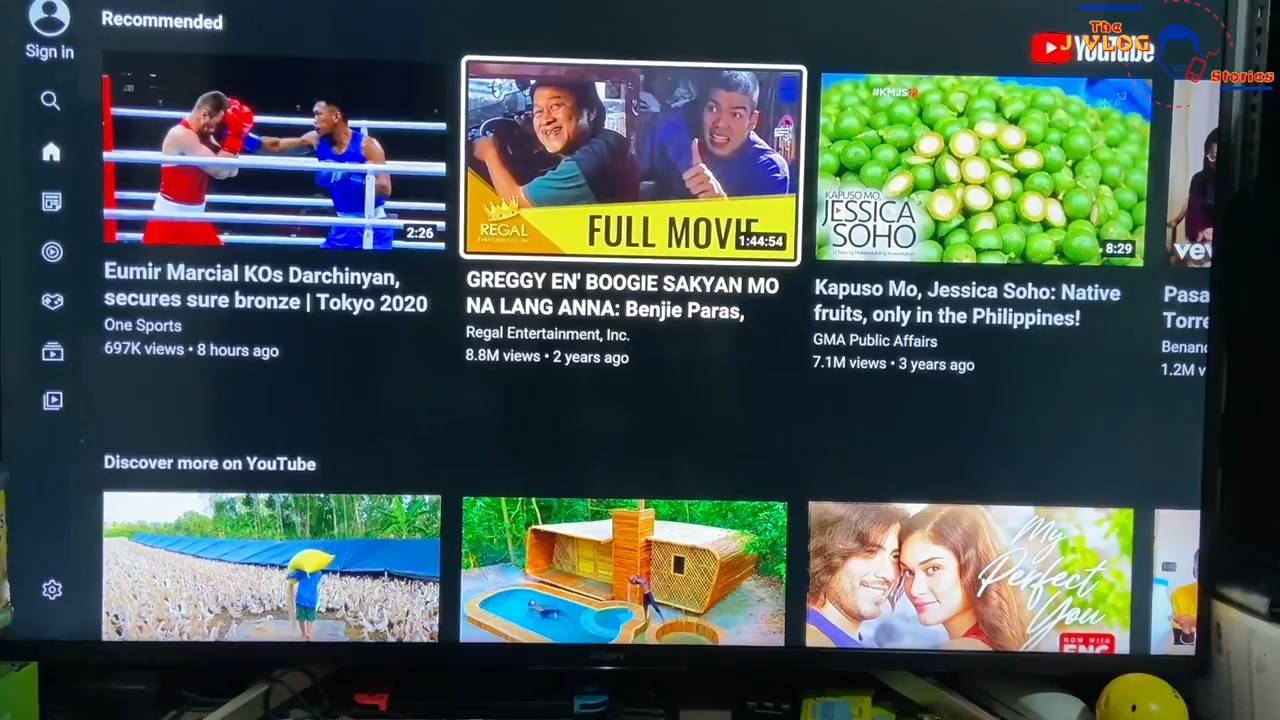 Recommended
Sign in
The
J VLOG
Stories
YouTube
2:26
REGAL
FULL MOVIE
1:44:54
#KMJS12
KAPUSO MO,
JESSICA
SOHO
8:29
vev
Eumir Marcial KOs Darchinyan,
secures sure bronze | Tokyo 2020
One Sports
697K views • 8 hours ago
GREGGY EN' BOOGIE SAKYAN MO
NA LANG ANNA: Benjie Paras,
Regal Entertainment, Inc.
8.8M views • 2 years ago
Kapuso Mo, Jessica Soho: Native
fruits, only in the Philippines!
GMA Public Affairs
7.1M views • 3 years ago
Pasa
Torre
Benand
1.2M v
Discover more on YouTube
My
Perfect
You
NOW WITH
ENG
SONY